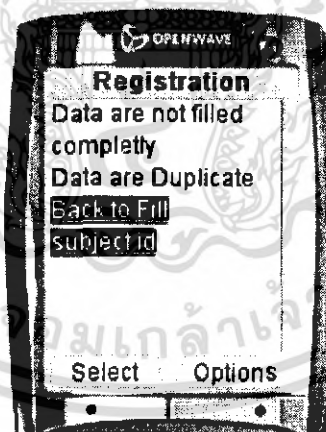 OPENWAVE
Registration
Data are not filled
completly
Data are Duplicate
Back to Fill
subject id
Select Options